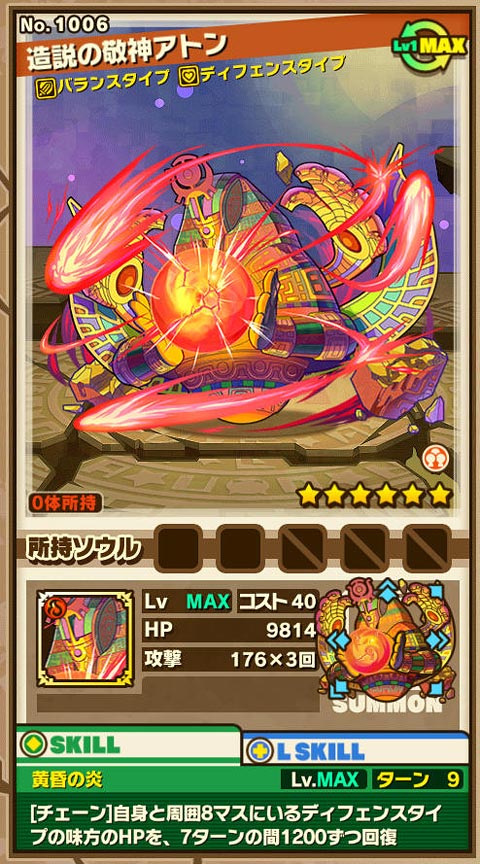 No. 1006
造説の敬神アトン
Lv1 MAX
バランスタイプ ディフェンスタイプ
0体所持
所持ソウル
Lv MAX コスト 40
HP 9814
攻撃 176×3回
SUMMON
SKILL
L SKILL
黄昏の炎 Lv.MAX ターン 9
[チェーン]自身と周囲8マスにいるディフェンスタイ
プの味方のHPを、7ターンの間1200ずつ回復